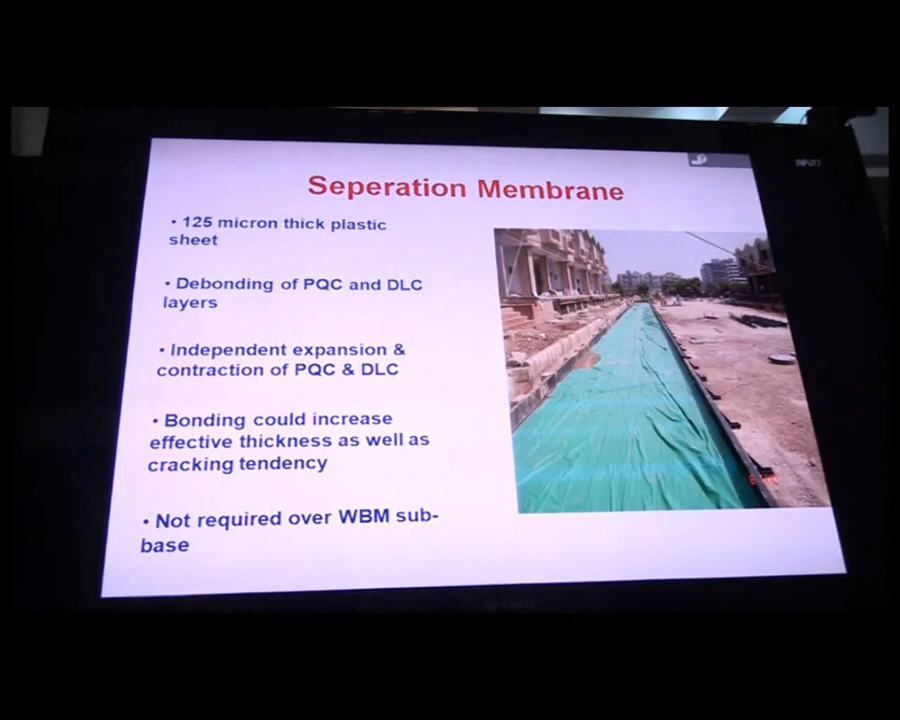 INPUT1
Seperation Membrane
• 125 micron thick plastic
sheet
• Debonding of PQC and DLC
layers
• Independent expansion &
contraction of PQC & DLC
• Bonding could increase
effective thickness as well as
cracking tendency
• Not required over WBM sub-
base